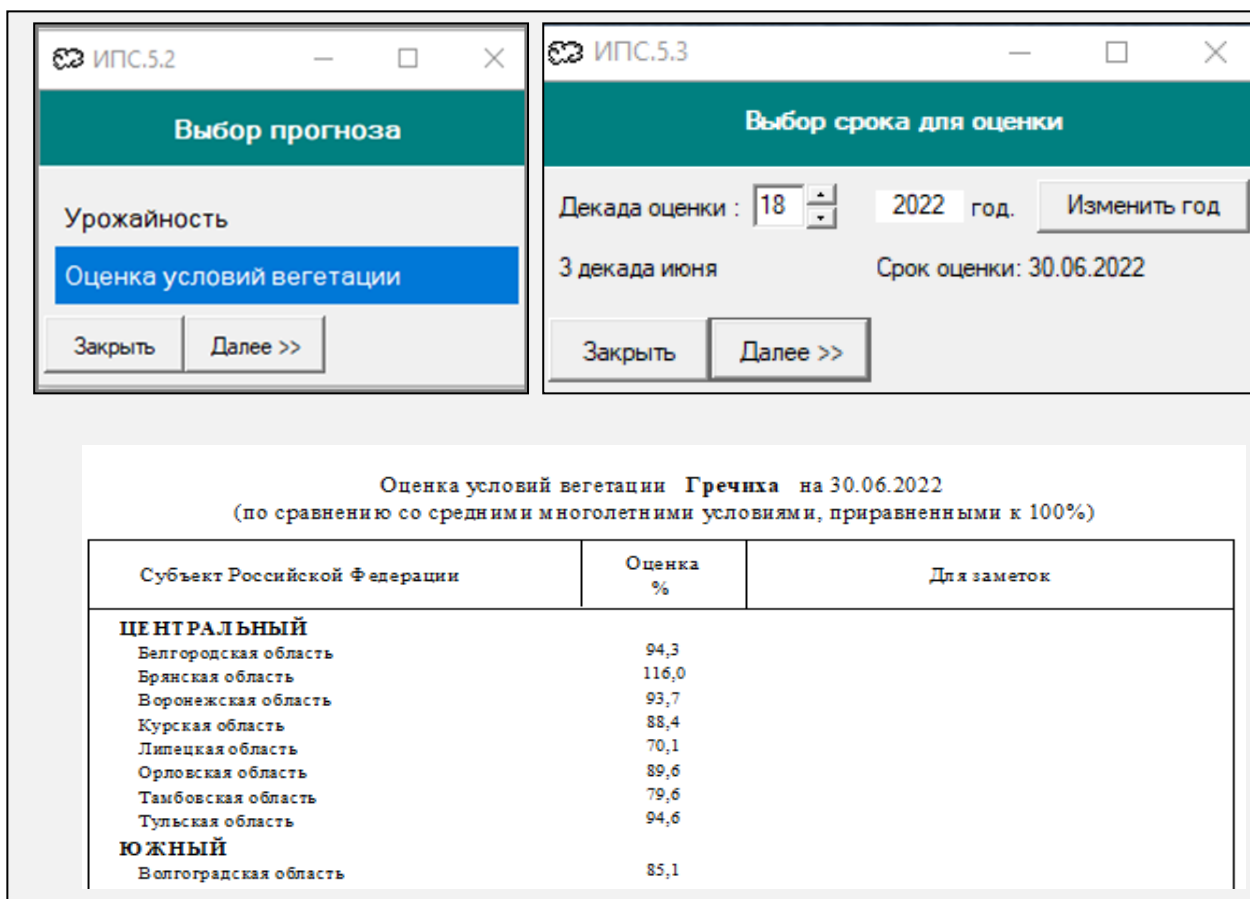 ИПС.5.2
Выбор прогноза
Урожайность
Оценка условий вегетации
Закрыть Далее >>
ИПС.5.3
Выбор срока для оценки
Декада оценки : 18 2022 год. Изменить год
3 декада июня Срок оценки: 30.06.2022
Закрыть Далее >>
Оценка условий вегетации Гречиха на 30.06.2022
(по сравнению со средними многолетними условиями, приравненными к 100%)
Субъект Российской Федерации Оценка % Для заметок
ЦЕНТРАЛЬНЫЙ
Белгородская область 94,3
Брянская область 116,0
Воронежская область 93,7
Курская область 88,4
Липецкая область 70,1
Орловская область 89,6
Тамбовская область 79,6
Тульская область 94,6
ЮЖНЫЙ
Волгоградская область 85,1